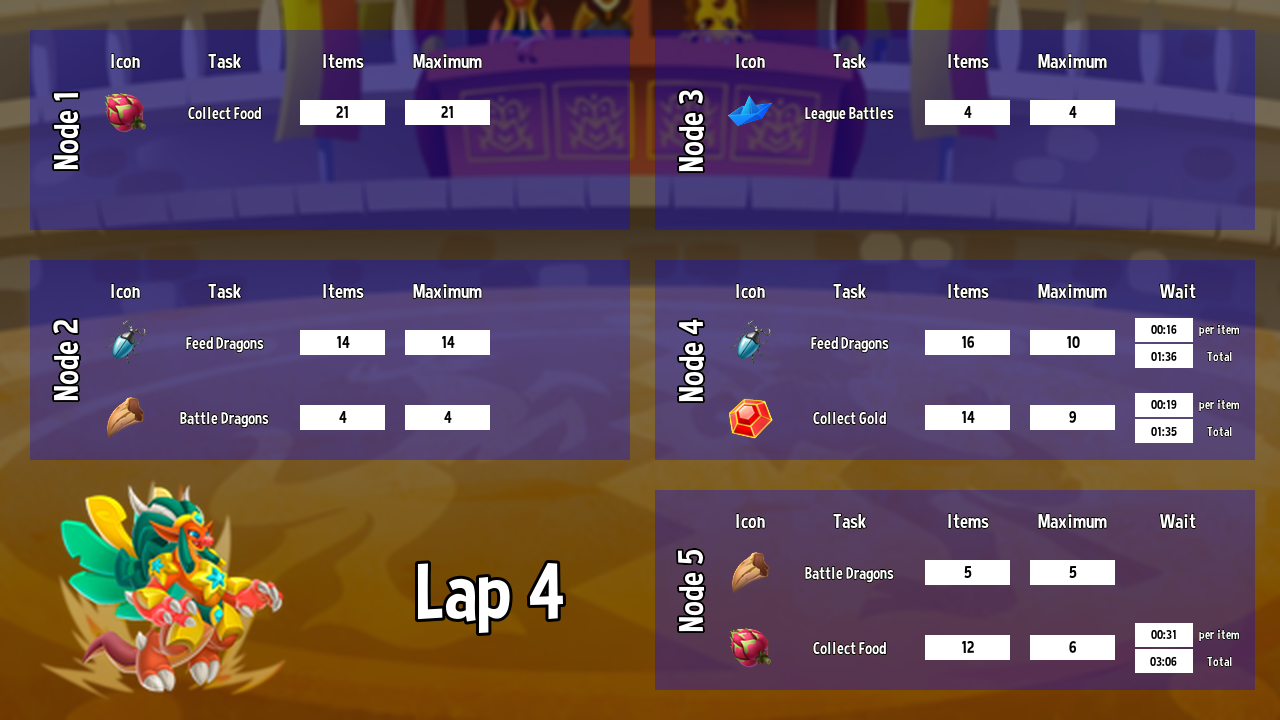 Node 1
Icon Task Items Maximum
Collect Food 21 21
Node 2
Icon Task Items Maximum
Feed Dragons 14 14
Battle Dragons 4 4
Node 3
Icon Task Items Maximum
League Battles 4 4
Node 4
Icon Task Items Maximum Wait
Feed Dragons 16 10 00:16 per item
01:36 Total
Collect Gold 14 9 00:19 per item
01:35 Total
Node 5
Icon Task Items Maximum Wait
Battle Dragons 5 5
Collect Food 12 6 00:31 per item
03:06 Total
Lap 4